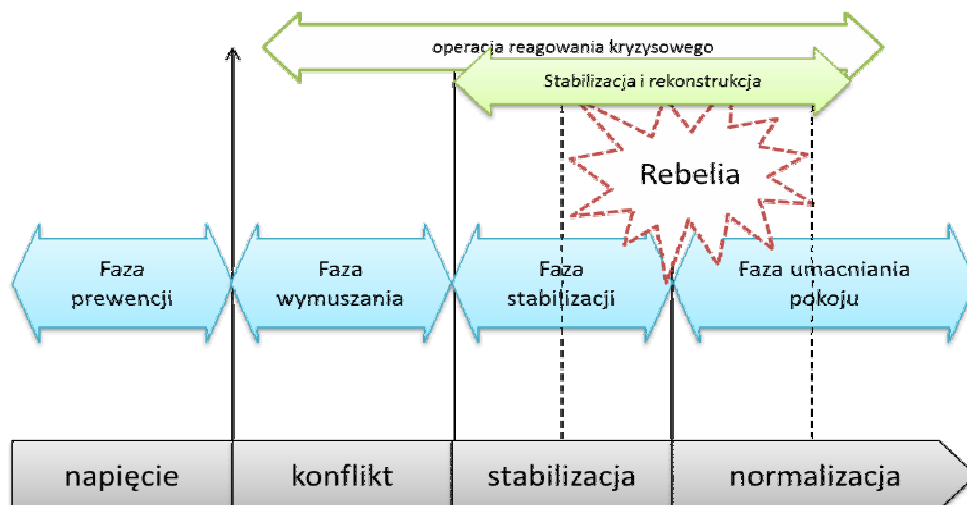 operacja reagowania kryzysowego
Stabilizacja i rekonstrukcja
Rebelia
Faza
prewencji
Faza
wymuszania
Faza
stabilizacji
Faza umacniania
pokoju
napięcie
konflikt
stabilizacja
normalizacja